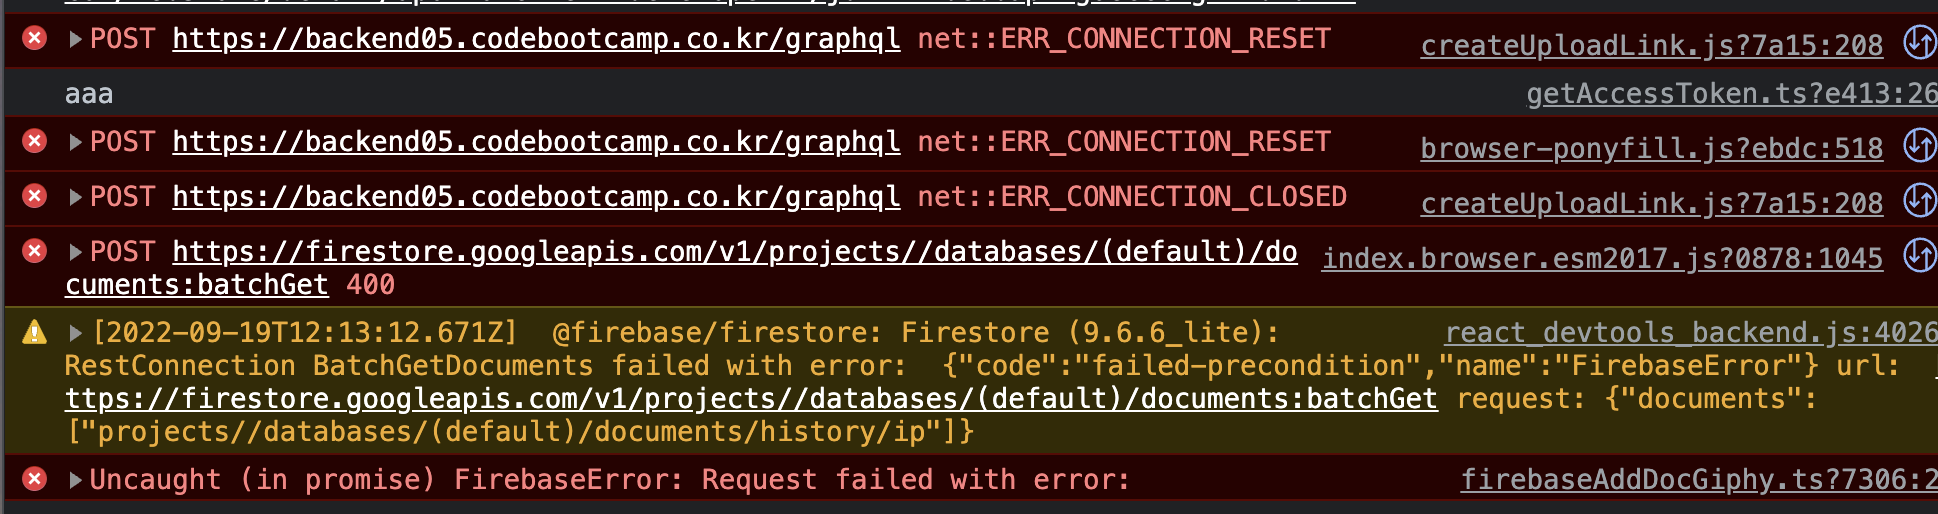 POST https://backend05.codebootcamp.co.kr/graphql net::ERR_CONNECTION_RESET createUploadLink.js?7a15:208
aaa getAccessToken.ts?e413:26
POST https://backend05.codebootcamp.co.kr/graphql net::ERR_CONNECTION_RESET browser-ponyfill.js?ebdc:518
POST https://backend05.codebootcamp.co.kr/graphql net::ERR_CONNECTION_CLOSED createUploadLink.js?7a15:208
POST https://firestore.googleapis.com/v1/projects//databases/(default)/do index.browser.esm2017.js?0878:1045
cuments:batchGet 400
[2022-09-19T12:13:12.671Z]  @firebase/firestore: Firestore (9.6.6_lite): react_devtools_backend.js:4026
RestConnection BatchGetDocuments failed with error:  {"code":"failed-precondition","name":"FirebaseError"} url:
ttps://firestore.googleapis.com/v1/projects//databases/(default)/documents:batchGet request: {"documents":
["projects//databases/(default)/documents/history/ip"]}
Uncaught (in promise) FirebaseError: Request failed with error: firebaseAddDocGiphy.ts?7306:2